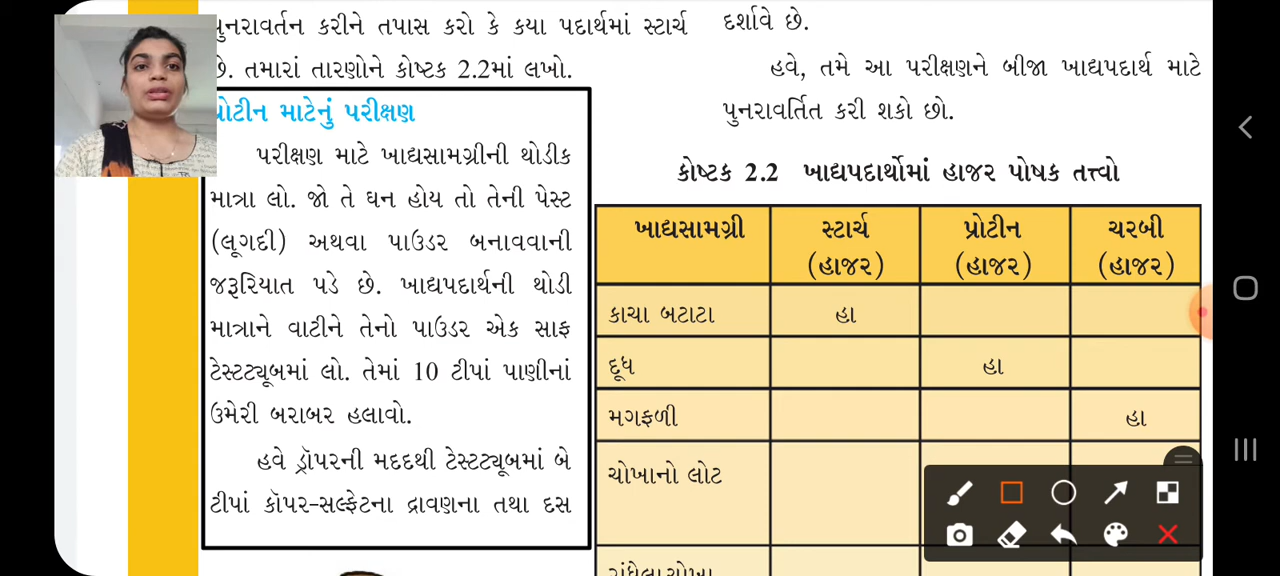 પુનરાવર્તન કરીને તપાસ કરો કે કયા પદાર્થમાં સ્ટાર્ચ
છે. તમારાં તારણોને કોષ્ટક 2.2માં લખો.
પ્રોટીન માટેનું પરીક્ષણ
પરીક્ષણ માટે ખાદ્યસામગ્રીની થોડીક
માત્રા લો. જો તે ઘન હોય તો તેની પેસ્ટ
(લૂગદી) અથવા પાઉડર બનાવવાની
જરૂરિયાત પડે છે. ખાદ્યપદાર્થની થોડી
માત્રાને વાટીને તેનો પાઉડર એક સાફ
ટેસ્ટટ્યૂબમાં લો. તેમાં 10 ટીપાં પાણીનાં
ઉમેરી બરાબર હલાવો.
હવે ડ્રૉપરની મદદથી ટેસ્ટટ્યૂબમાં બે
ટીપાં કૉપર-સલ્ફેટના દ્રાવણના તથા દસ
દર્શાવે છે.
હવે, તમે આ પરીક્ષણને બીજા ખાદ્યપદાર્થ માટે
પુનરાવર્તિત કરી શકો છો.
કોષ્ટક 2.2 ખાદ્યપદાર્થોમાં હાજર પોષક તત્ત્વો
ખાદ્યસામગ્રી સ્ટાર્ચ પ્રોટીન ચરબી
(હાજર) (હાજર) (હાજર)
કાચા બટાટા હા
દૂધ હા
મગફળી હા
ચોખાનો લોટ